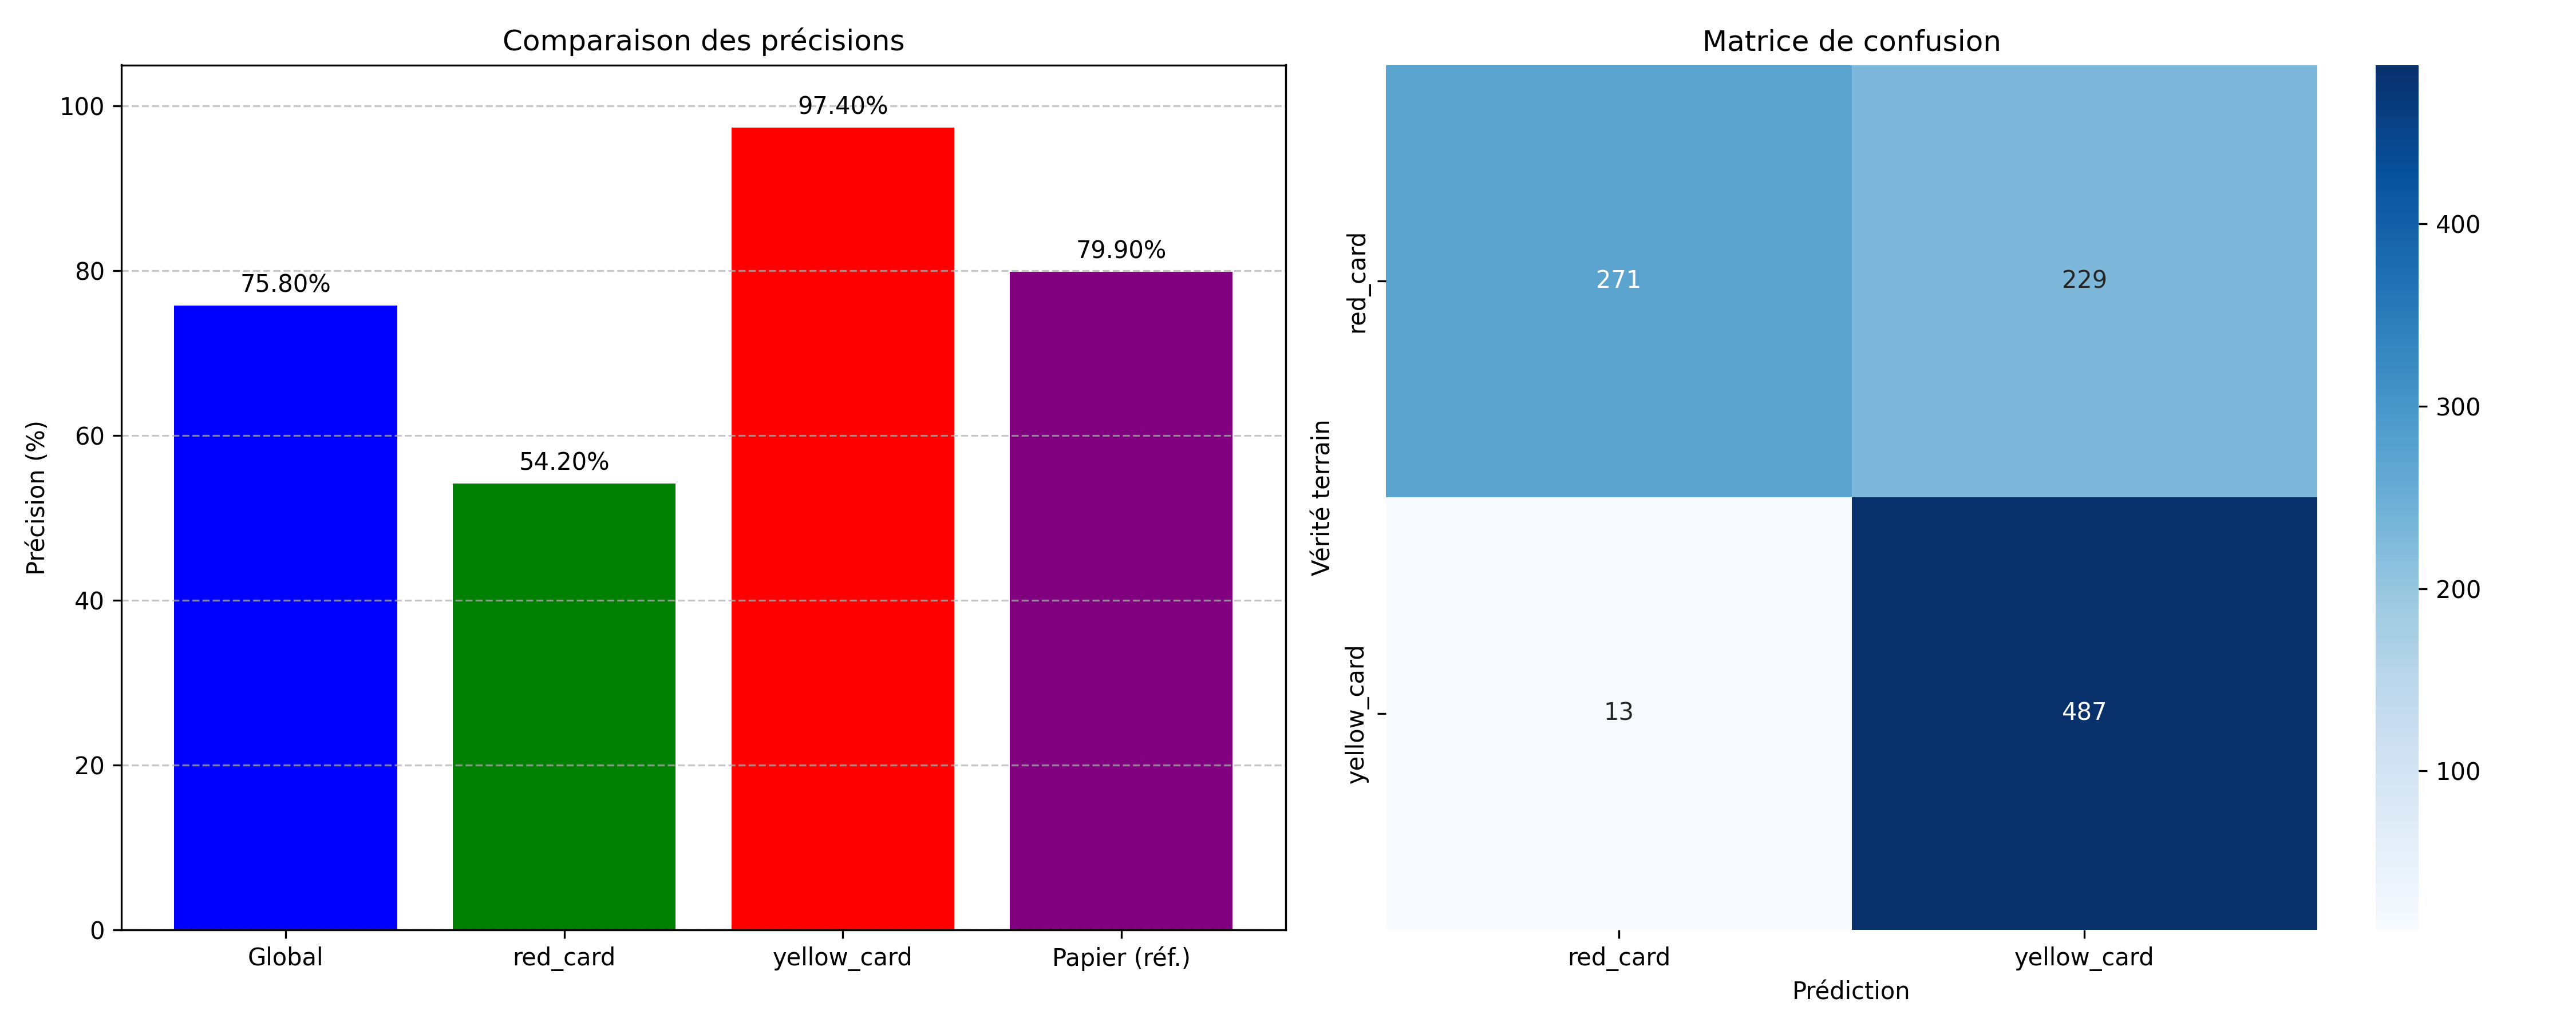 Comparaison des précisions
Précision (%)
100
80
60
40
20
0
75.80%
54.20%
97.40%
79.90%
Global
red_card
yellow_card
Papier (réf.)
Matrice de confusion
Vérité terrain
red_card
yellow_card
271
229
13
487
red_card
yellow_card
Prédiction
400
300
200
100